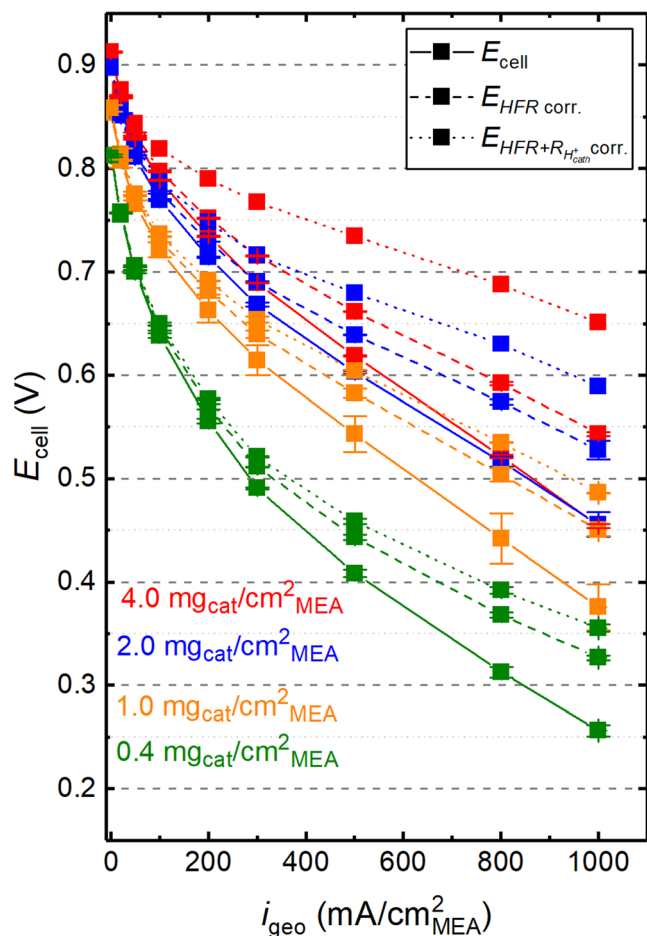 0.9
0.8
0.7
0.6
0.5
0.4
0.3
0.2
E_cell (V)
E_cell
E_HFR corr.
E_HFR+R_H⁺_cath corr.
4.0 mg_cat/cm²_MEA
2.0 mg_cat/cm²_MEA
1.0 mg_cat/cm²_MEA
0.4 mg_cat/cm²_MEA
0 200 400 600 800 1000
i_geo (mA/cm²_MEA)